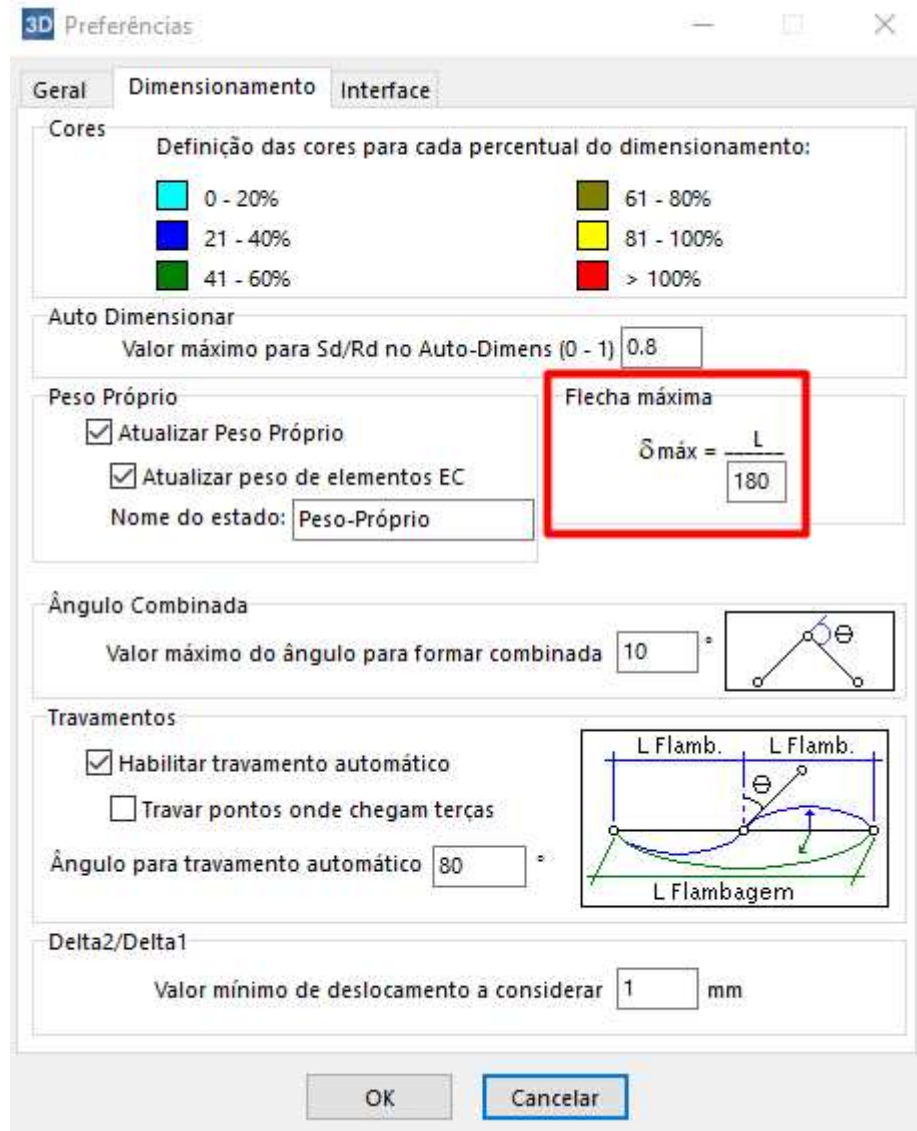 3D Preferências
Geral Dimensionamento Interface
Cores
Definição das cores para cada percentual do dimensionamento:
0 - 20% 61 - 80%
21 - 40% 81 - 100%
41 - 60% > 100%
Auto Dimensionar
Valor máximo para Sd/Rd no Auto-Dimens (0 - 1) 0.8
Peso Próprio
Atualizar Peso Próprio
Atualizar peso de elementos EC
Nome do estado: Peso-Próprio
Flecha máxima
δmáx = L
180
Ângulo Combinada
Valor máximo do ângulo para formar combinada 10 °
Θ
Travamentos
Habilitar travamento automático
Travar pontos onde chegam terças
Ângulo para travamento automático 80 °
L Flamb. L Flamb.
Θ
L Flambagem
Delta2/Delta1
Valor mínimo de deslocamento a considerar 1 mm
OK Cancelar